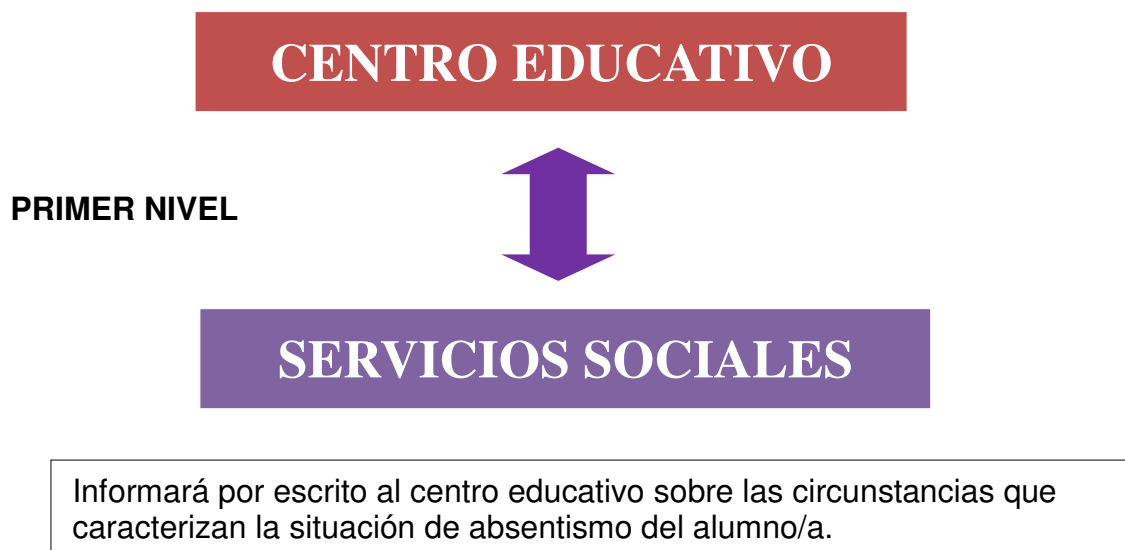 CENTRO EDUCATIVO
PRIMER NIVEL
SERVICIOS SOCIALES
Informará por escrito al centro educativo sobre las circunstancias que
caracterizan la situación de absentismo del alumno/a.